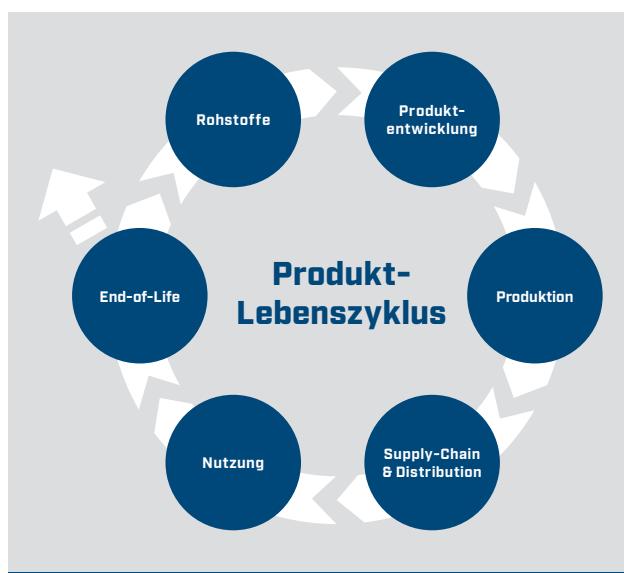 Rohstoffe
Produkt-
entwicklung
Produktion
Supply-Chain
& Distribution
Nutzung
End-of-Life
Produkt-
Lebenszyklus